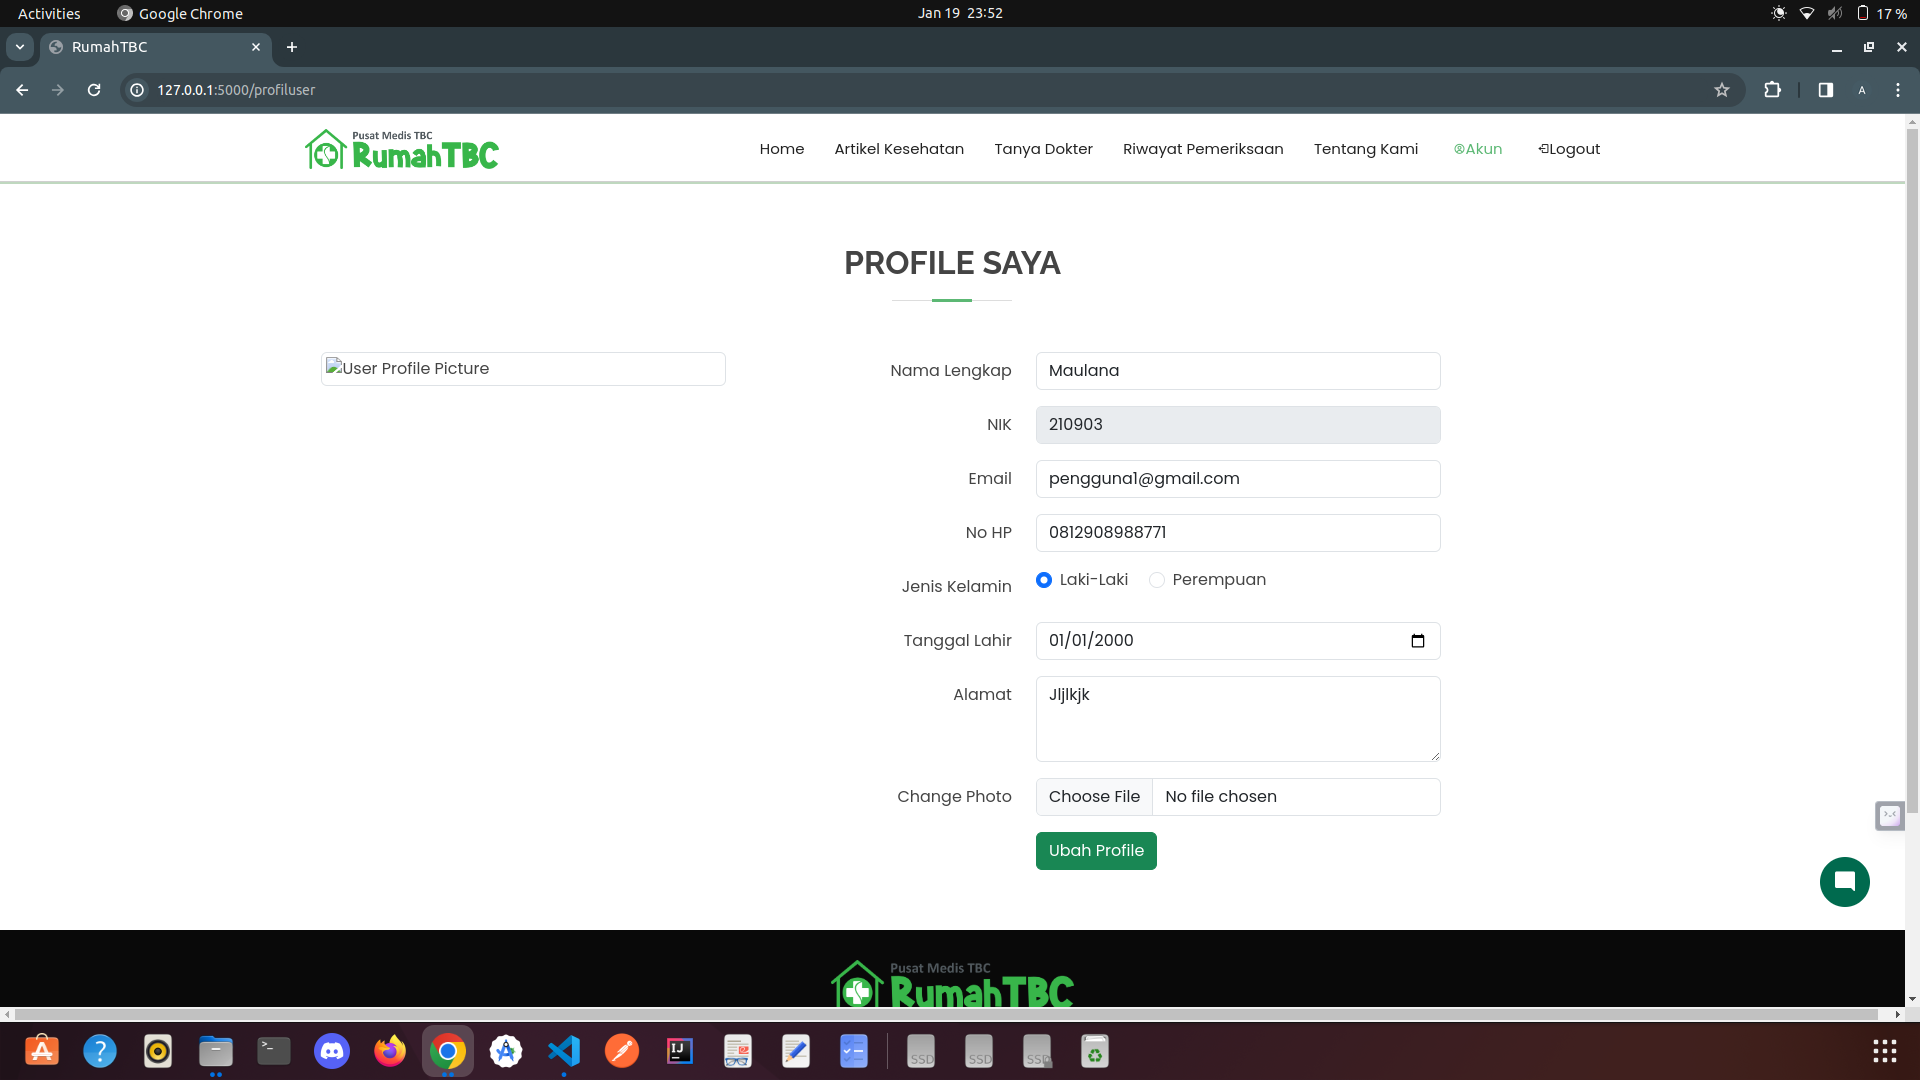 Activities
Google Chrome
Jan 19 23:52
17 %
RumahTBC
127.0.0.1:5000/profiluser
A
Pusat Medis TBC
RumahTBC
Home
Artikel Kesehatan
Tanya Dokter
Riwayat Pemeriksaan
Tentang Kami
Akun
Logout
PROFILE SAYA
User Profile Picture
Nama Lengkap
Maulana
NIK
210903
Email
pengguna1@gmail.com
No HP
0812908988771
Jenis Kelamin
Laki-Laki
Perempuan
Tanggal Lahir
01/01/2000
Alamat
Jljlkjk
Change Photo
Choose File
No file chosen
Ubah Profile
Pusat Medis TBC
RumahTBC
SSD
SSD
SSD